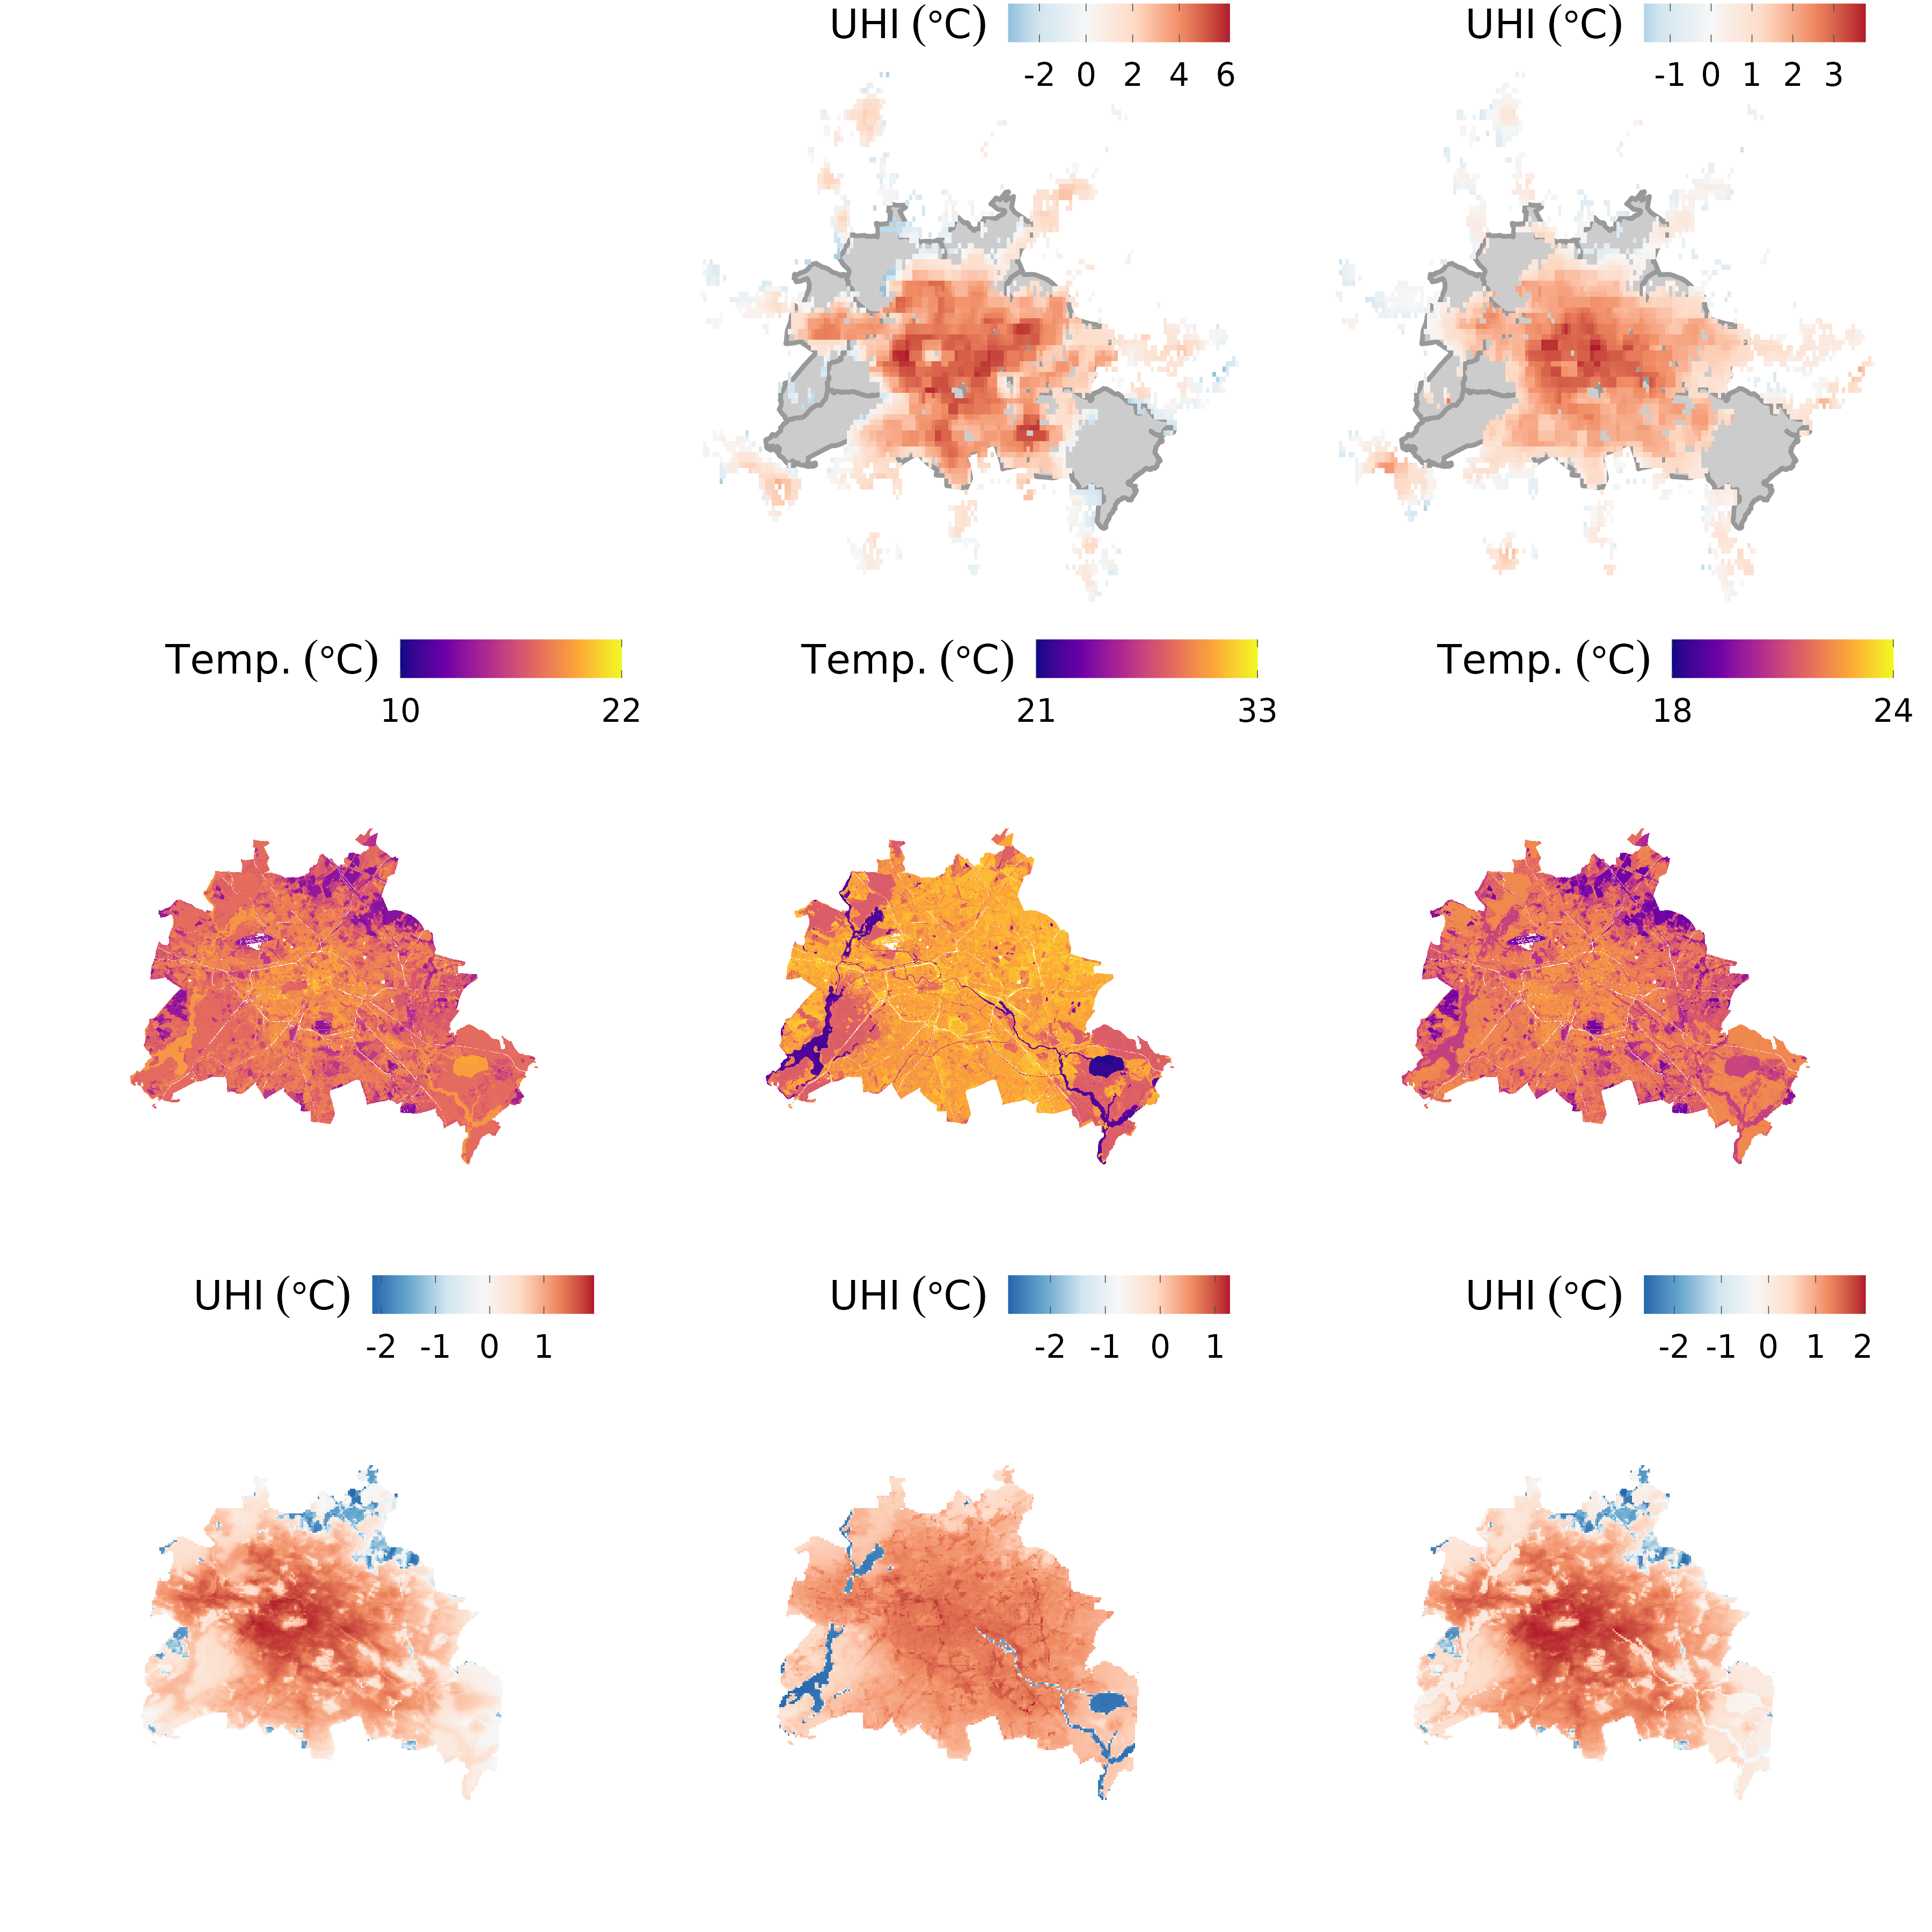 UHI (°C)
-2 0 2 4 6
UHI (°C)
-1 0 1 2 3
Temp. (°C)
10 22
Temp. (°C)
21 33
Temp. (°C)
18 24
UHI (°C)
-2 -1 0 1
UHI (°C)
-2 -1 0 1
UHI (°C)
-2 -1 0 1 2